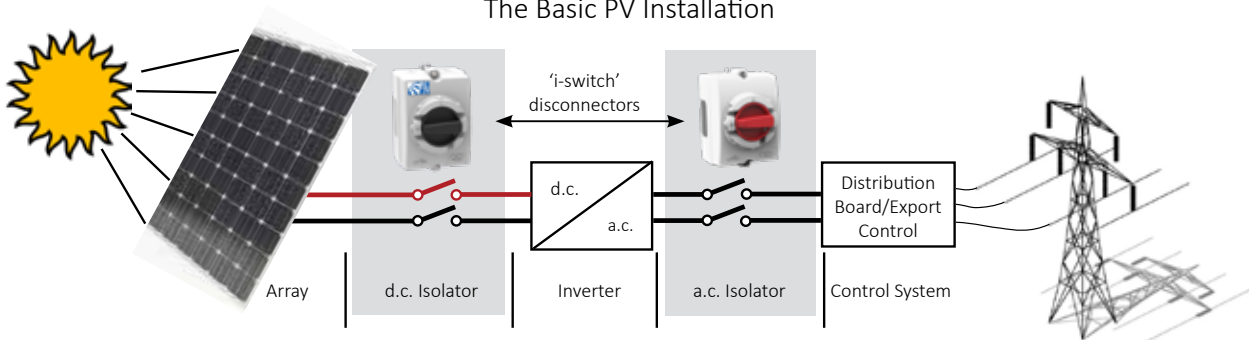 The Basic PV Installation
'i-switch'
disconnectors
d.c.
a.c.
Distribution
Board/Export
Control
Array
d.c. Isolator
Inverter
a.c. Isolator
Control System